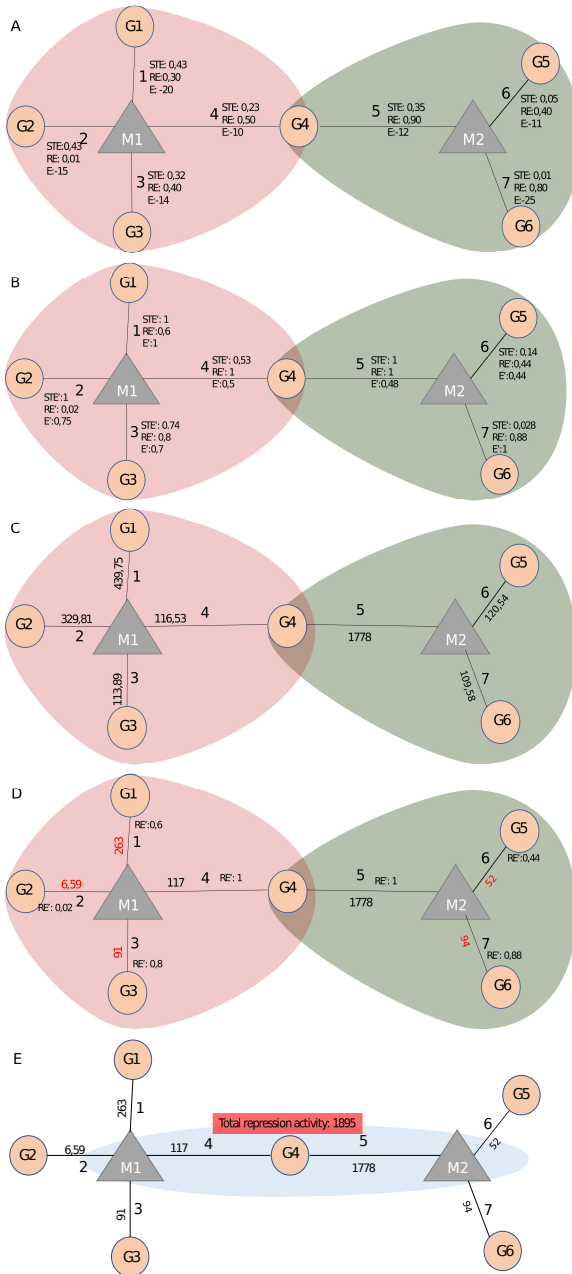 A
G1
1
STE: 0,43
RE:0,30
E: -20
G2
2
STE:0,43
RE: 0,01
E:-15
M1
4
STE: 0,23
RE: 0,50
E:-10
G4
3
STE: 0,32
RE: 0,40
E:-14
G3
5
STE: 0,35
RE: 0,90
E:-12
M2
6
G5
STE: 0,05
RE:0,40
E:-11
7
STE: 0,01
RE: 0,80
E:-25
G6
B
G1
1
STE': 1
RE':0,6
E':1
G2
2
STE':1
RE': 0,02
E':0,75
M1
4
STE': 0,53
RE': 1
E':0,5
G4
3
STE': 0.74
RE': 0,8
E':0,7
G3
5
STE': 1
RE': 1
E':0,48
M2
6
G5
STE': 0,14
RE':0,44
E':0,44
7
STE': 0,028
RE': 0,88
E':1
G6
C
G1
439,75
1
G2
329,81
2
M1
116,53
4
G4
113,89
3
G3
5
1778
M2
6
120,54
G5
109,58
7
G6
D
G1
RE':0,6
263
1
G2
6,59
2
RE': 0,02
M1
117
4
RE': 1
G4
91
3
RE': 0,8
G3
5
RE': 1
1778
M2
6
52
G5
RE':0,44
94
7
RE': 0,88
G6
E
G1
263
1
Total repression activity: 1895
G2
6,59
2
M1
117
4
G4
91
3
G3
5
1778
M2
6
52
G5
94
7
G6